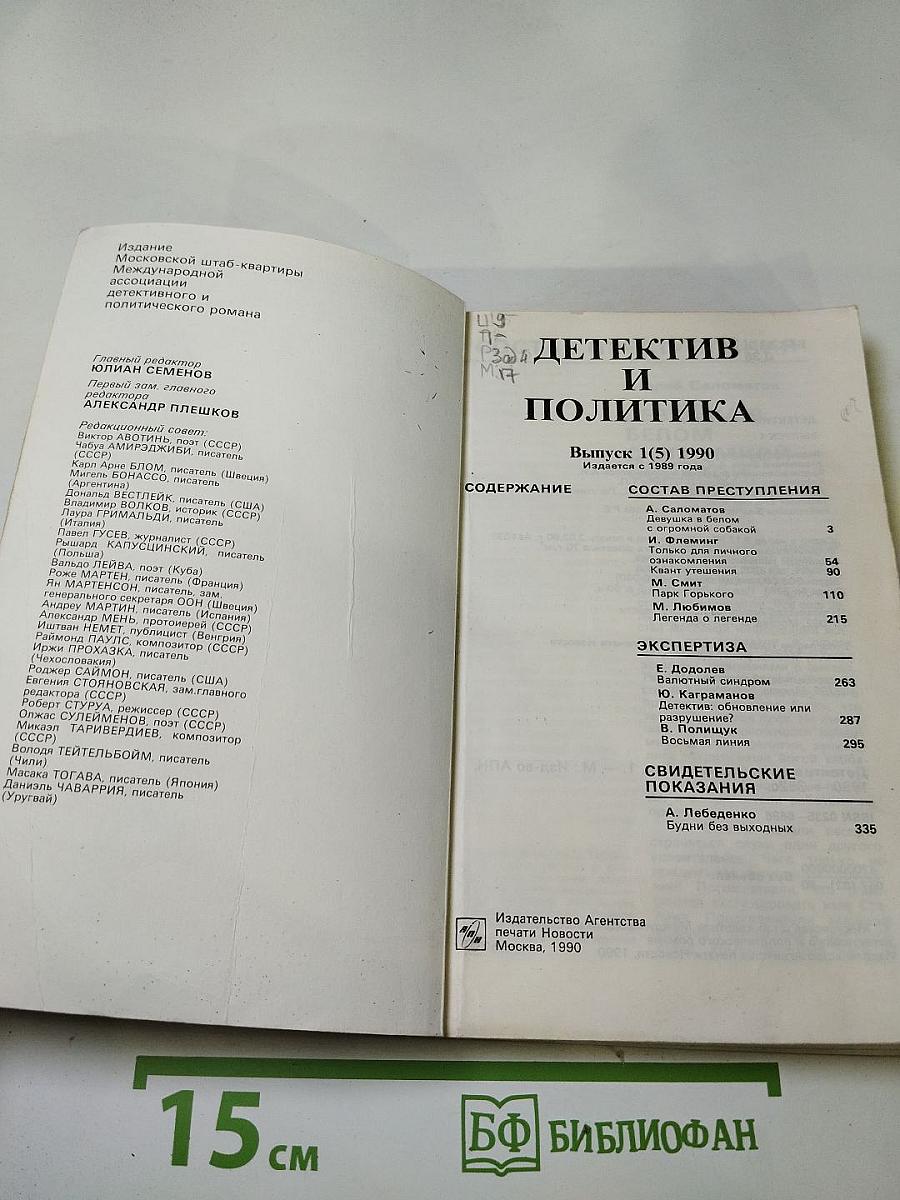 Издание
Московской штаб-квартиры
Международной
ассоциации
детективного и
политического романа
Главный редактор
ЮЛИАН СЕМЕНОВ
Первый зам. главного
редактора
АЛЕКСАНДР ПЛЕШКОВ
Редакционный совет:
Виктор АВОТИНЬ, поэт (СССР)
Чабуа АМИРЭДЖИБИ, писатель
(СССР)
Карл Арне БЛОМ, писатель (Швеция)
Мигель БОНАССО, писатель
(Аргентина)
Дональд ВЕСТЛЕЙК, писатель (США)
Владимир ВОЛКОВ, историк (СССР)
Лаура ГРИМАЛЬДИ, писатель
(Италия)
Павел ГУСЕВ, журналист (СССР)
Рышард КАПУСЦИНСКИЙ, писатель
(Польша)
Вальдо ЛЕЙВА, поэт (Куба)
Роже МАРТЕН, писатель (Франция)
Ян МАРТЕНСОН, писатель, зам.
генерального секретаря ООН (Швеция)
Андреу МАРТИН, писатель (Испания)
Александр МЕНЬ, протоиерей (СССР)
Иштван НЕМЕТ, публицист (Венгрия)
Раймонд ПАУЛС, композитор (СССР)
Иржи ПРОХАЗКА, писатель
(Чехословакия)
Роджер САЙМОН, писатель (США)
Евгения СТОЯНОВСКАЯ, зам.главного
редактора (СССР)
Роберт СТУРУА, режиссер (СССР)
Олжас СУЛЕЙМЕНОВ, поэт (СССР)
Микаэл ТАРИВЕРДИЕВ, композитор
(СССР)
Володя ТЕЙТЕЛЬБОЙМ, писатель
(Чили)
Масака ТОГАВА, писатель (Япония)
Даниэль ЧАВАРРИЯ, писатель
(Уругвай)
ДЕТЕКТИВ
И
ПОЛИТИКА
Выпуск 1(5) 1990
Издается с 1989 года
СОДЕРЖАНИЕ
СОСТАВ ПРЕСТУПЛЕНИЯ
А. Саломатов
Девушка в белом
с огромной собакой 3
И. Флеминг
Только для личного
ознакомления 54
Квант утешения 90
М. Смит
Парк Горького 110
М. Любимов
Легенда о легенде 215
ЭКСПЕРТИЗА
Е. Додолев
Валютный синдром 263
Ю. Каграманов
Детектив: обновление или
разрушение? 287
В. Полищук
Восьмая линия 295
СВИДЕТЕЛЬСКИЕ
ПОКАЗАНИЯ
А. Лебеденко
Будни без выходных 335
АПН
Издательство Агентства
печати Новости
Москва, 1990
15 см
БФ БИБЛИОФАН